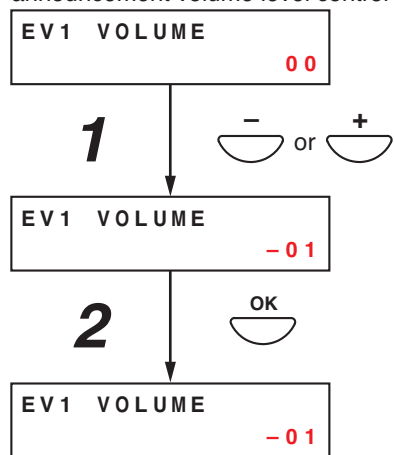 announcement volume level control
EV1 VOLUME
00
1
– or +
EV1 VOLUME
–01
2
OK
EV1 VOLUME
–01